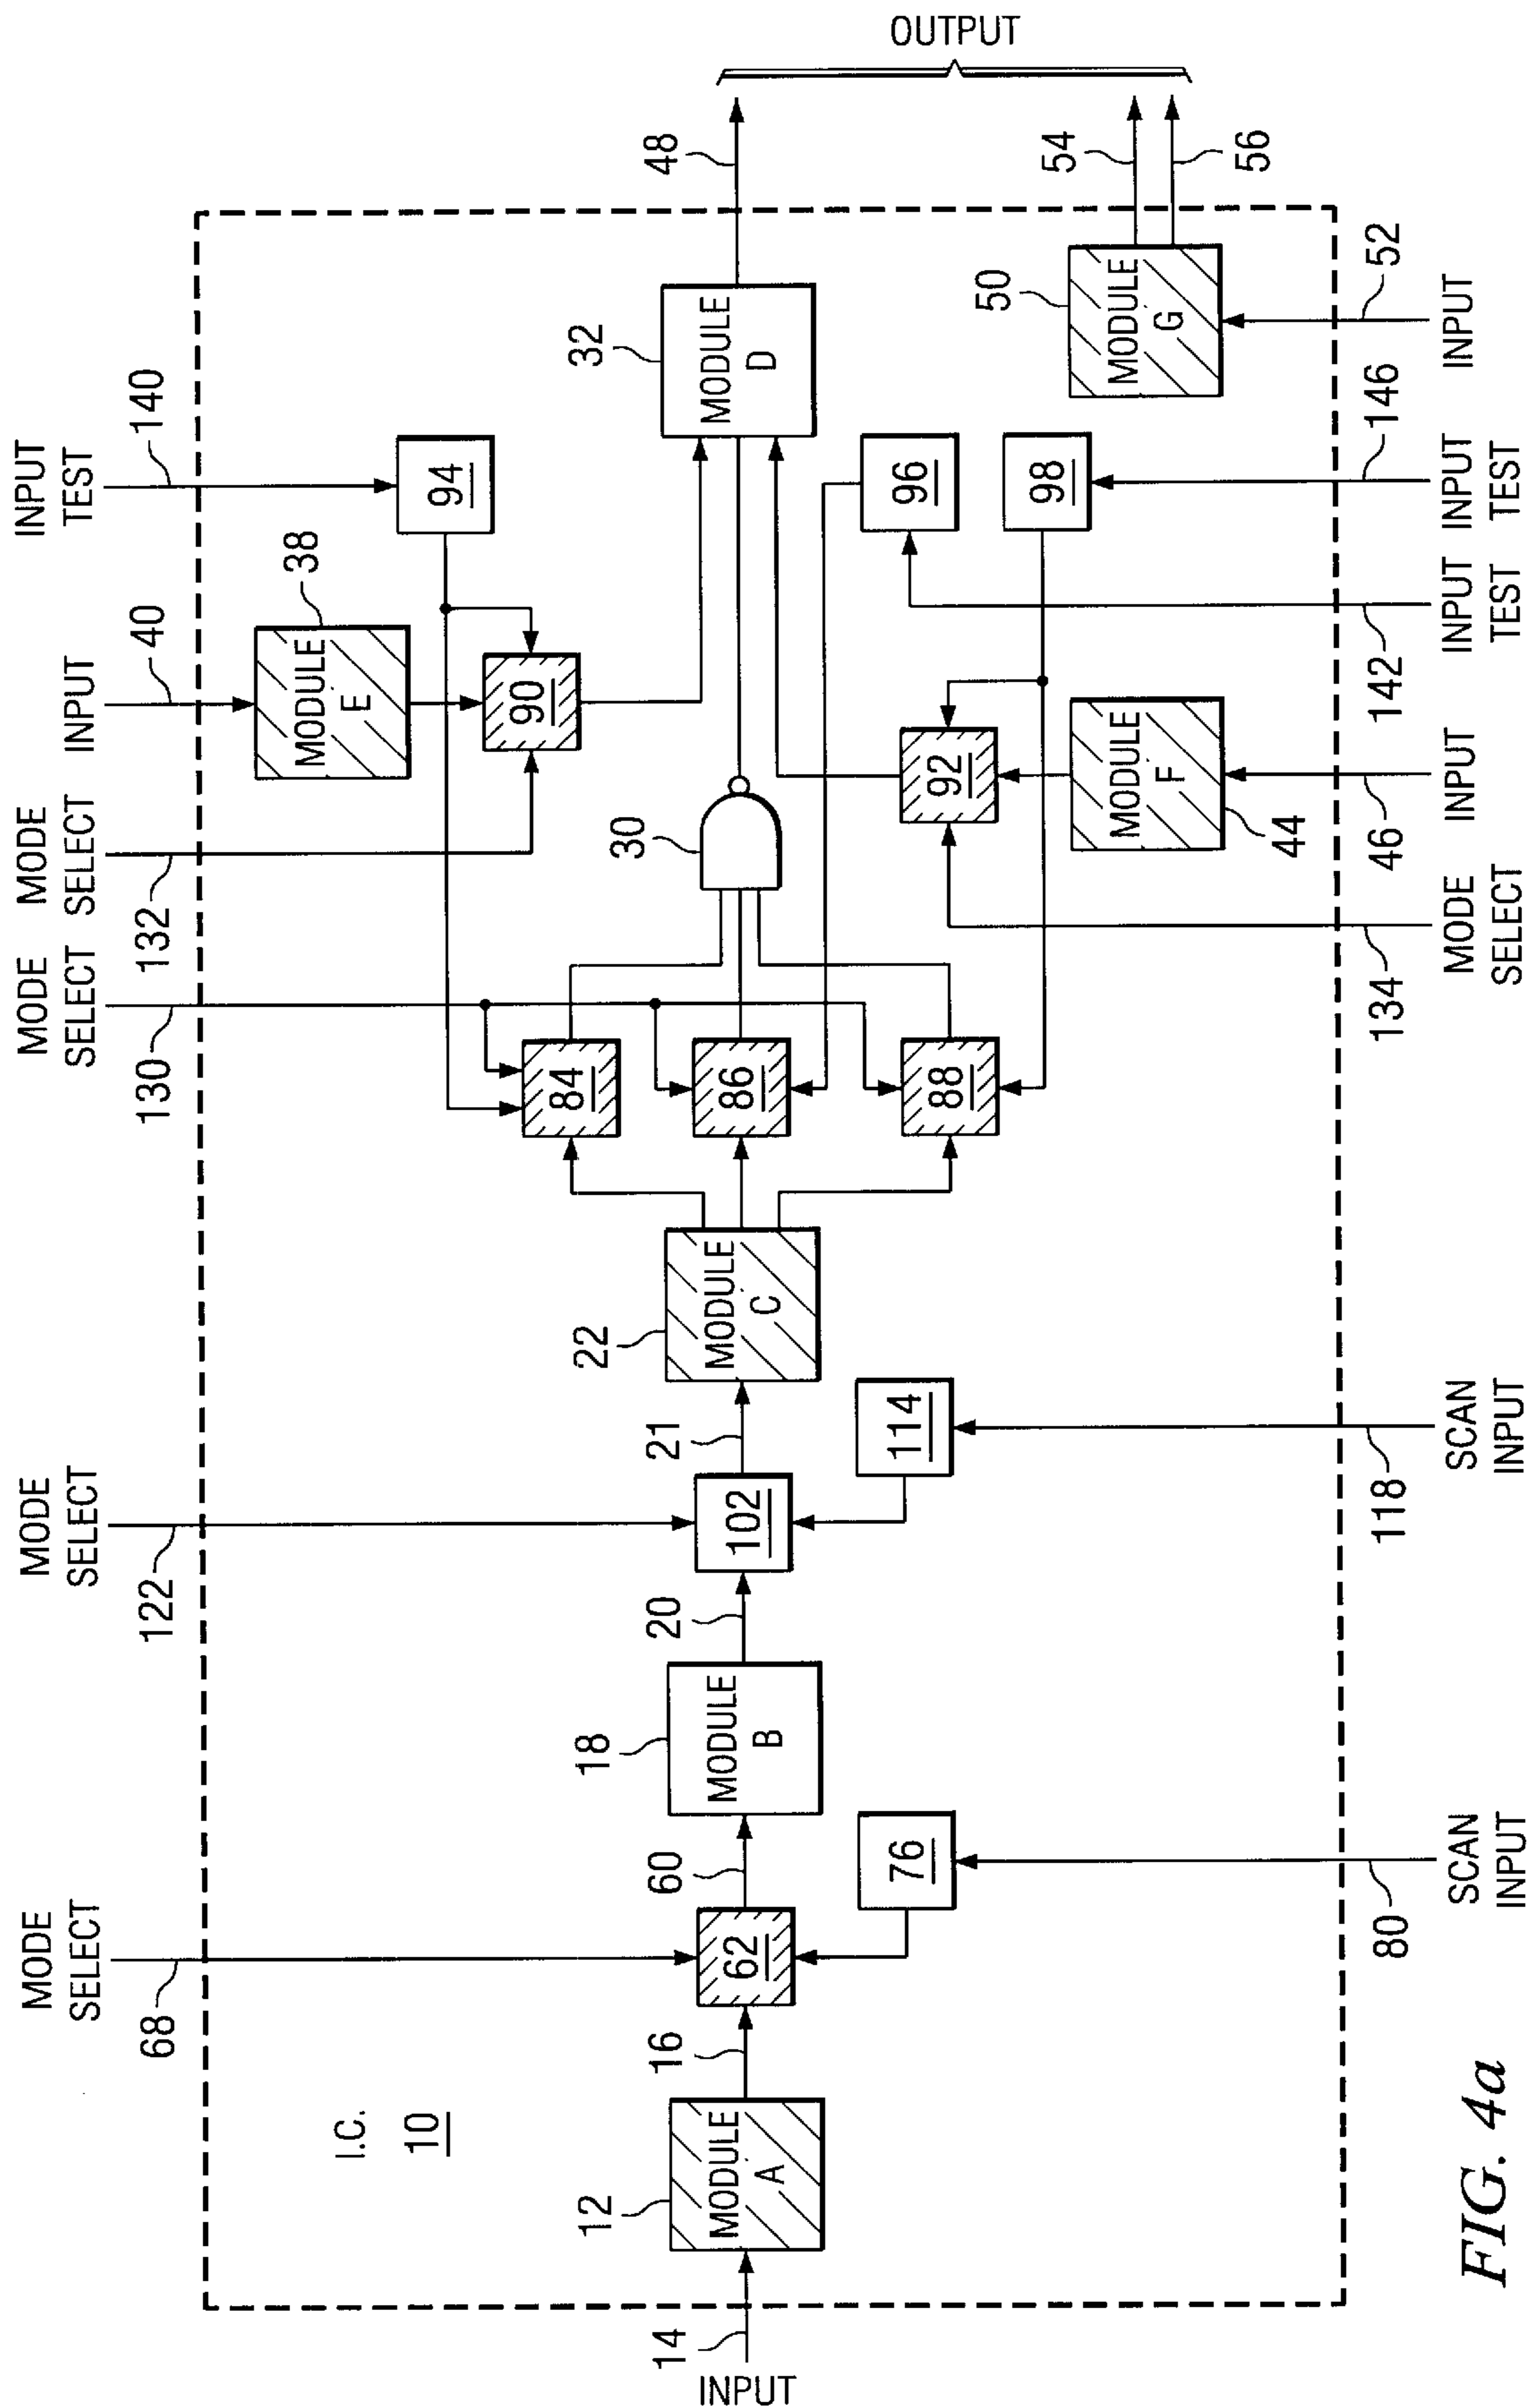 INPUT
TEST
140
INPUT
40
MODE
SELECT
132
MODE
SELECT
130
MODE
SELECT
122
MODE
SELECT
68
OUTPUT
I.C.
10
INPUT
14
12
MODULE
A
16
62
60
76
18
MODULE
B
20
102
21
114
22
MODULE
C
84
86
88
30
38
MODULE
E
90
94
32
MODULE
D
48
92
96
98
MODULE
F
44
50
MODULE
G
54
56
80
SCAN
INPUT
118
SCAN
INPUT
134
MODE
SELECT
46
INPUT
142
INPUT
TEST
146
INPUT
TEST
52
INPUT
FIG. 4a